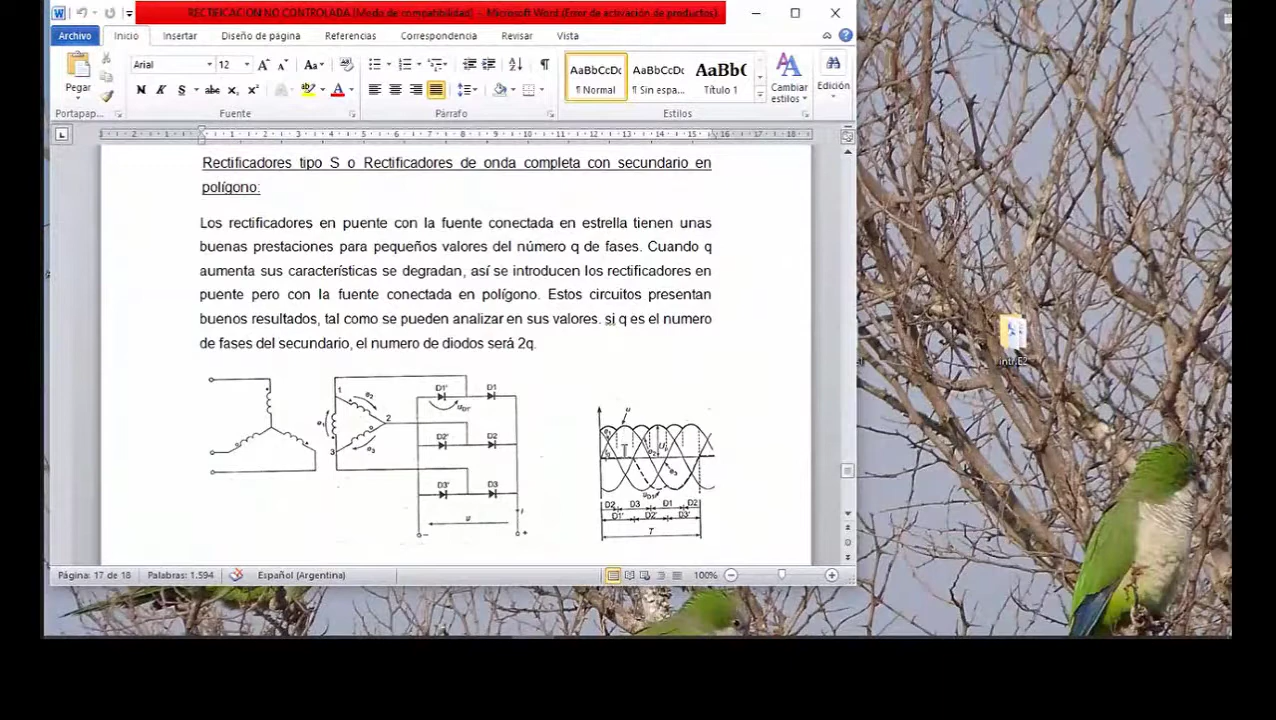 RECTIFICACION NO CONTROLADA [Modo de compatibilidad] - Microsoft Word (Error de activación de productos)
Archivo Inicio Insertar Diseño de página Referencias Correspondencia Revisar Vista
Arial 12
AaBbCcDc AaBbCcDc AaBbC
¶ Normal ¶ Sin espa... Título 1
Pegar
Cambiar estilos
Edición
Portapap... Fuente Párrafo Estilos
Rectificadores tipo S o Rectificadores de onda completa con secundario en
polígono:
Los rectificadores en puente con la fuente conectada en estrella tienen unas
buenas prestaciones para pequeños valores del número q de fases. Cuando q
aumenta sus características se degradan, así se introducen los rectificadores en
puente pero con la fuente conectada en polígono. Estos circuitos presentan
buenos resultados, tal como se pueden analizar en sus valores. si q es el numero
de fases del secundario, el numero de diodos será 2q.
1 2 3
D1' D1
D2' D2
D3' D3
u
D2 D3 D1 D2
D1' D2' D3'
T
Página: 17 de 18 Palabras: 1.594 Español (Argentina) 100%